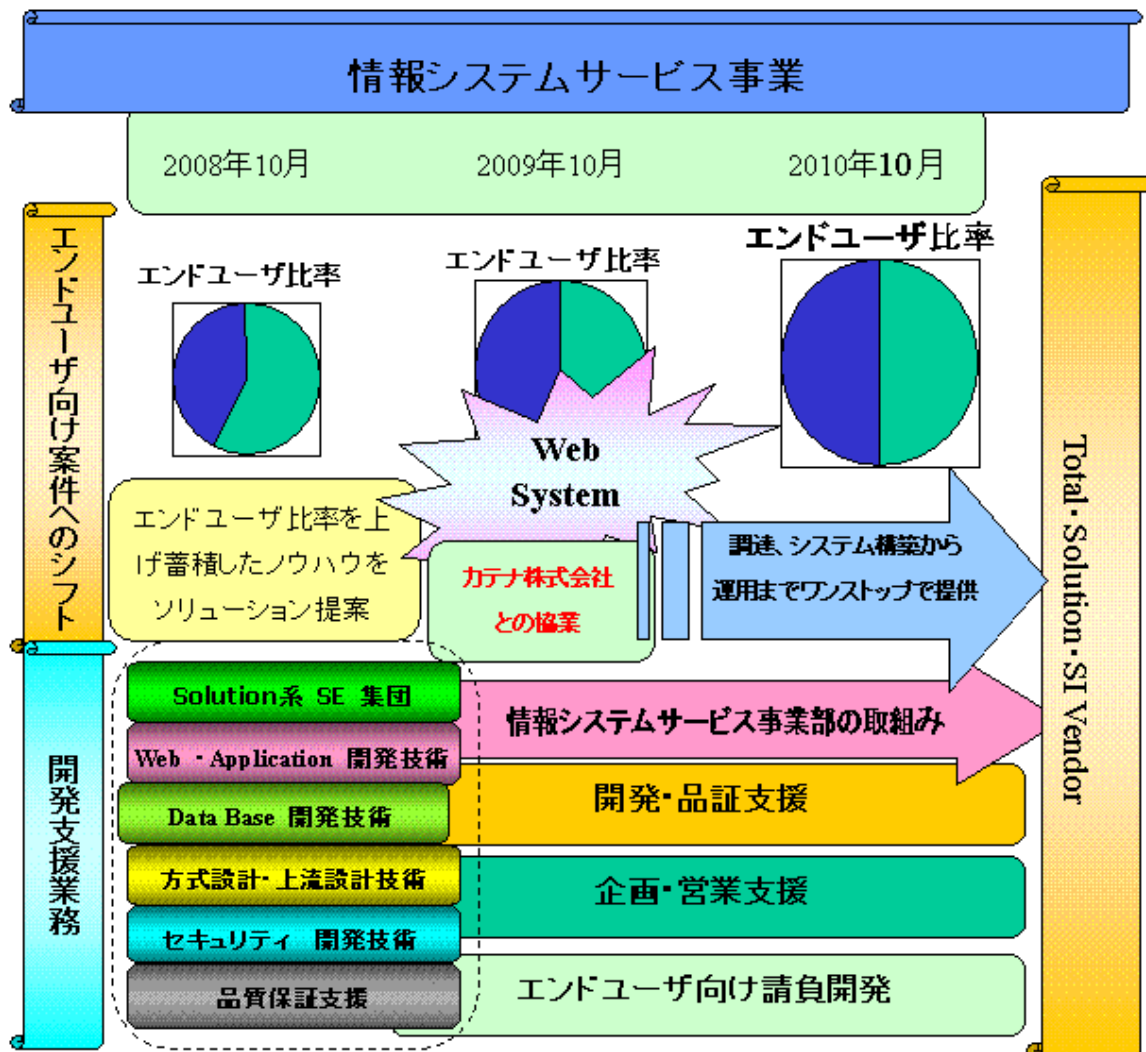 情報システムサービス事業
2008年10月
2009年10月
2010年10月
エンドユーザ向け案件へのシフト
エンドユーザ比率
エンドユーザ比率
エンドユーザ比率
Web
System
エンドユーザ比率を上
げ蓄積したノウハウを
ソリューション提案
カテナ株式会社
との協業
調達、システム構築から
運用までワンストップで提供
Total・Solution・SI Vendor
開発支援業務
Solution系 SE 集団
Web ・Application 開発技術
Data Base 開発技術
方式設計・上流設計技術
セキュリティ 開発技術
品質保証支援
情報システムサービス事業部の取組み
開発・品証支援
企画・営業支援
エンドユーザ向け請負開発